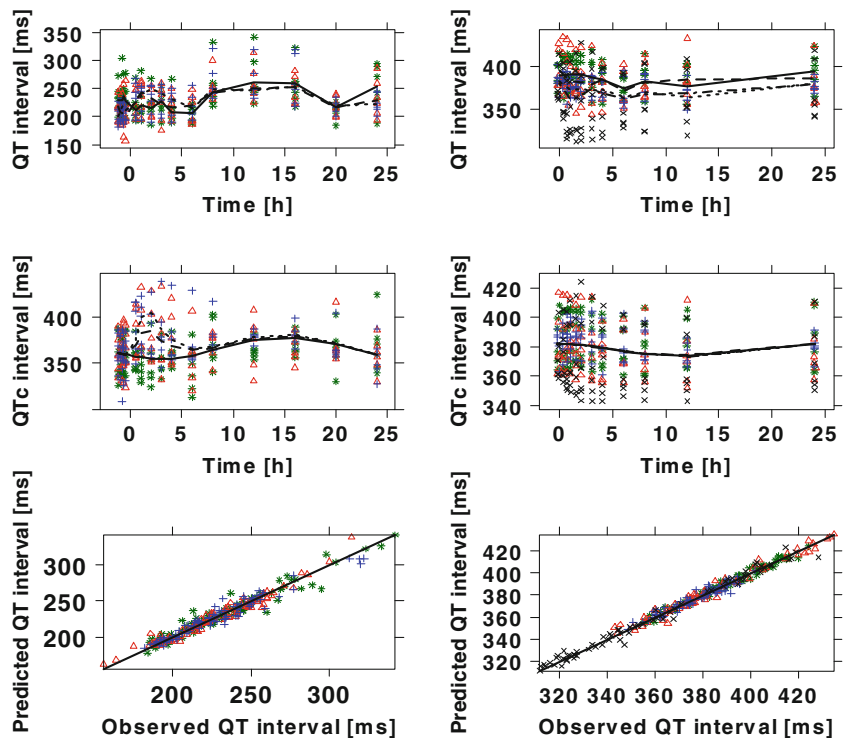 QT interval [ms]
350
300
250
200
150
0 5 10 15 20 25
Time [h]
QT interval [ms]
400
350
0 5 10 15 20 25
Time [h]
QTc interval [ms]
400
350
0 5 10 15 20 25
Time [h]
QTc interval [ms]
420
400
380
360
340
0 5 10 15 20 25
Time [h]
Predicted QT interval [ms]
300
250
200
200 250 300
Observed QT interval [ms]
Predicted QT interval [ms]
420
400
380
360
340
320
320 340 360 380 400 420
Observed QT interval [ms]